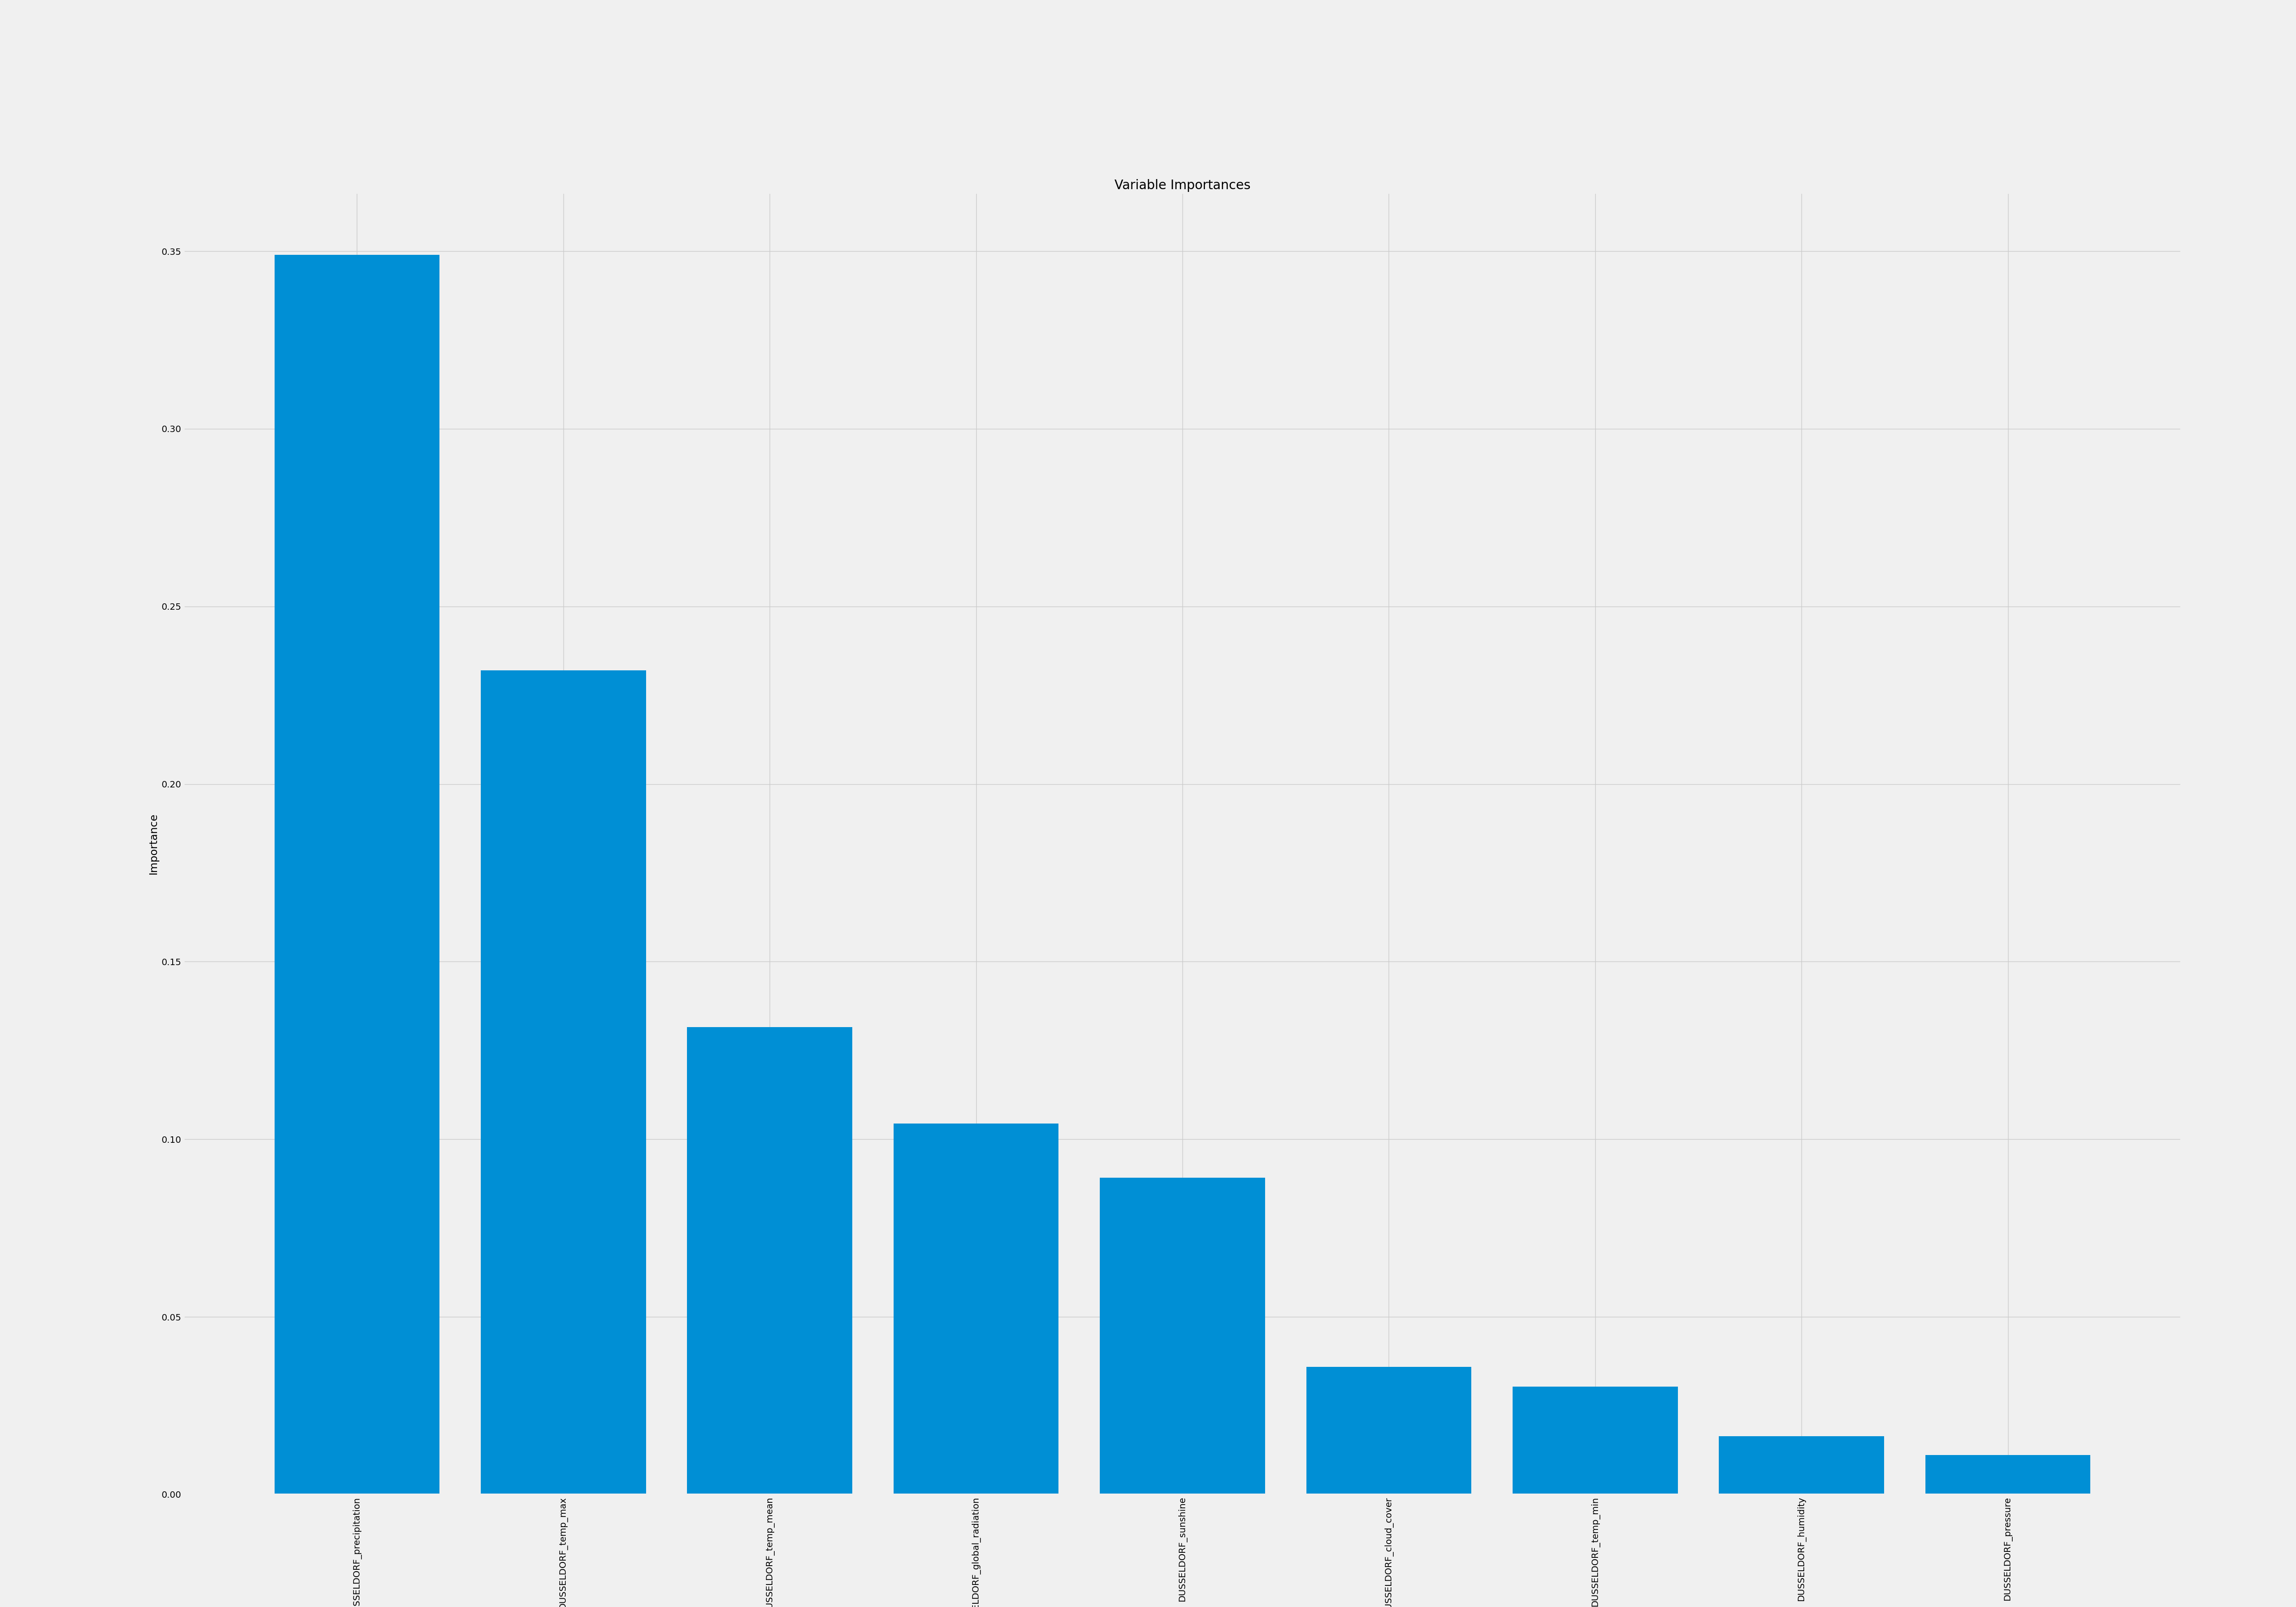 Variable Importances
0.35
0.30
0.25
0.20
0.15
0.10
0.05
0.00
Importance
SSELDORF_precipitation
DUSSELDORF_temp_max
USSELDORF_temp_mean
ELDORF_global_radiation
DUSSELDORF_sunshine
USSELDORF_cloud_cover
DUSSELDORF_temp_min
DUSSELDORF_humidity
DUSSELDORF_pressure